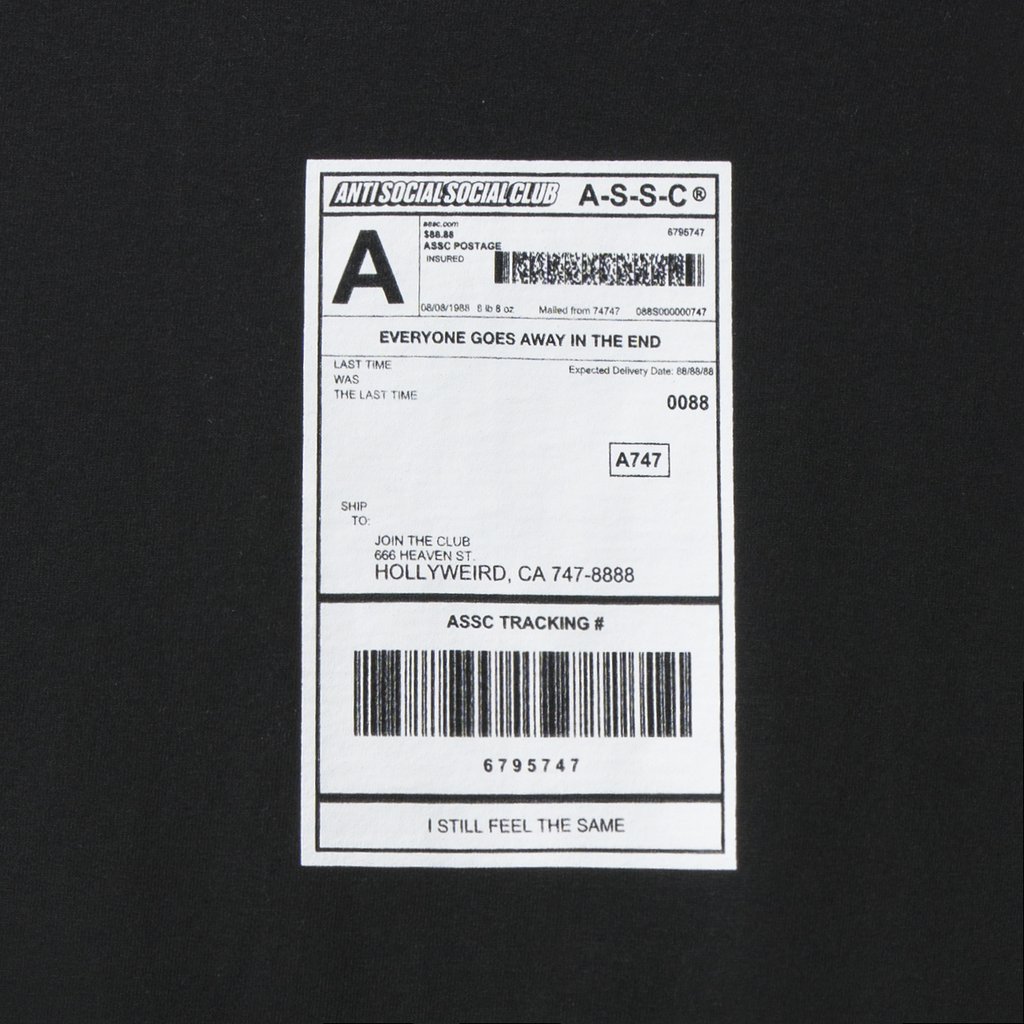 ANTI SOCIAL SOCIAL CLUB A-S-S-C®
A
assc.com
$88.88
ASSC POSTAGE
INSURED
6795747
08/08/1988 8 lb 8 oz Mailed from 74747 088S000000747
EVERYONE GOES AWAY IN THE END
LAST TIME
WAS
THE LAST TIME
Expected Delivery Date: 88/88/88
0088
A747
SHIP
TO:
JOIN THE CLUB
666 HEAVEN ST.
HOLLYWEIRD, CA 747-8888
ASSC TRACKING #
6795747
I STILL FEEL THE SAME